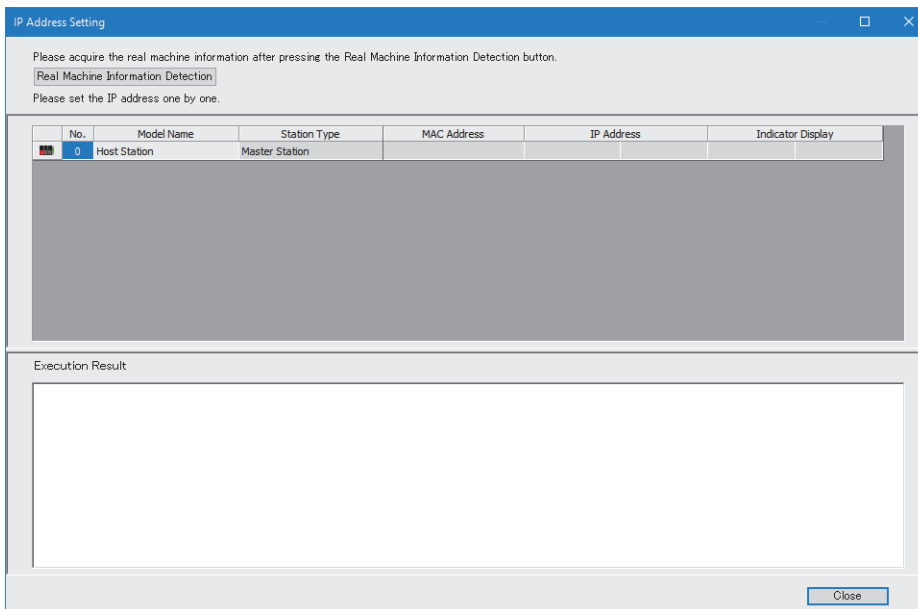 IP Address Setting
Please acquire the real machine information after pressing the Real Machine Information Detection button.
Real Machine Information Detection
Please set the IP address one by one.
No. Model Name Station Type MAC Address IP Address Indicator Display
0 Host Station Master Station
Execution Result
Close